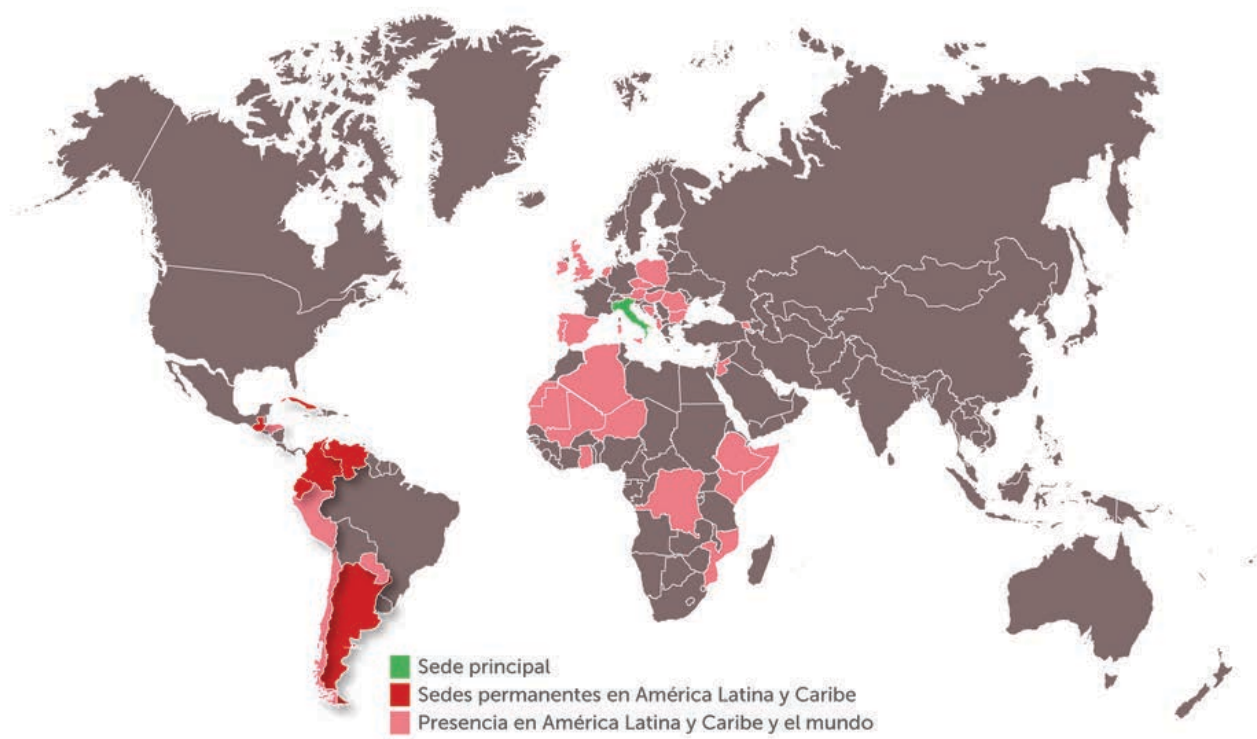 Sede principal
Sedes permanentes en América Latina y Caribe
Presencia en América Latina y Caribe y el mundo